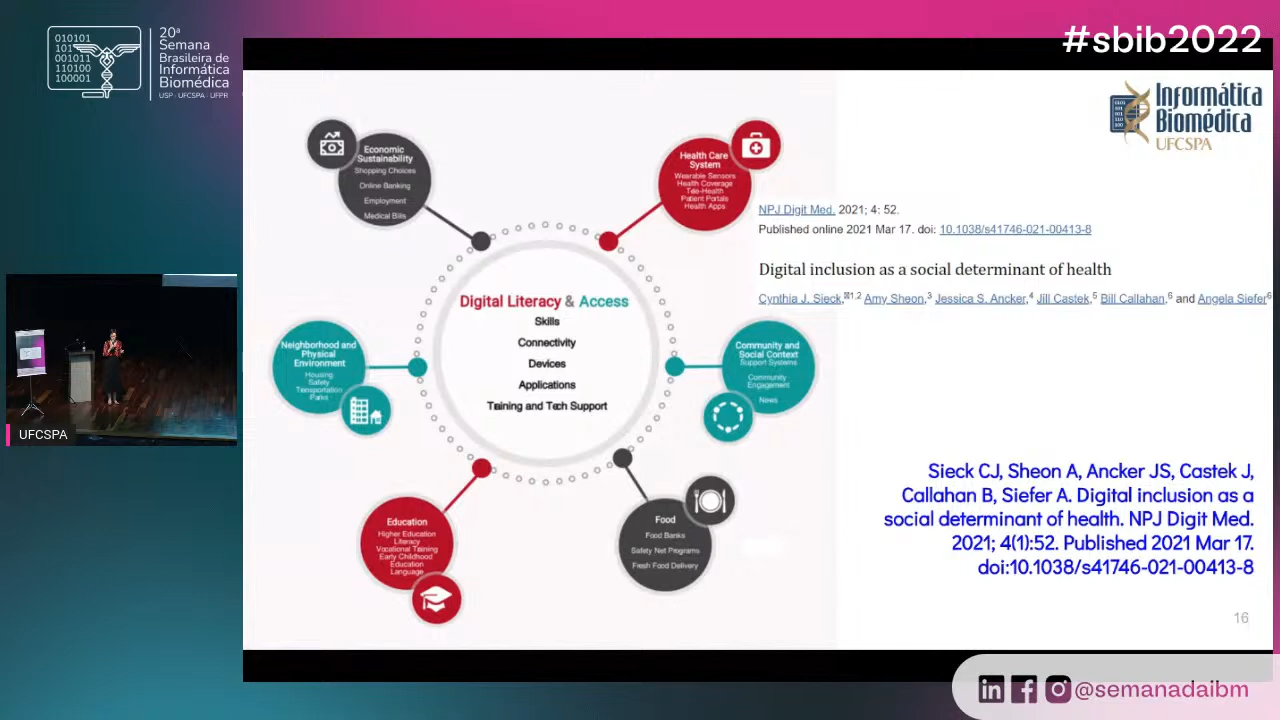 010101
101
001011
110100
100001
20ª
Semana
Brasileira de
Informática
Biomédica
USP · UFCSPA · UFPR
#sbib2022
Informática
Biomédica
UFCSPA
Economic
Sustainability
Shopping Choices
Online Banking
Employment
Medical Bills
Health Care
System
Wearable Sensors
Health Coverage
Tele-Health
Patient Portals
Health Apps
NPJ Digit Med. 2021; 4: 52.
Published online 2021 Mar 17. doi: 10.1038/s41746-021-00413-8
Digital inclusion as a social determinant of health
Cynthia J. Sieck,✉1,2 Amy Sheon,3 Jessica S. Ancker,4 Jill Castek,5 Bill Callahan,6 and Angela Siefer6
Digital Literacy & Access
Skills
Connectivity
Devices
Applications
Training and Tech Support
Neighborhood and
Physical
Environment
Housing
Safety
Transportation
Parks
Community and
Social Context
Support Systems
Community
Engagement
News
Education
Higher Education
Literacy
Vocational Training
Early Childhood
Education
Language
Food
Food Banks
Safety Net Programs
Fresh Food Delivery
Sieck CJ, Sheon A, Ancker JS, Castek J,
Callahan B, Siefer A. Digital inclusion as a
social determinant of health. NPJ Digit Med.
2021; 4(1):52. Published 2021 Mar 17.
doi:10.1038/s41746-021-00413-8
16
UFCSPA
@semanadaibm